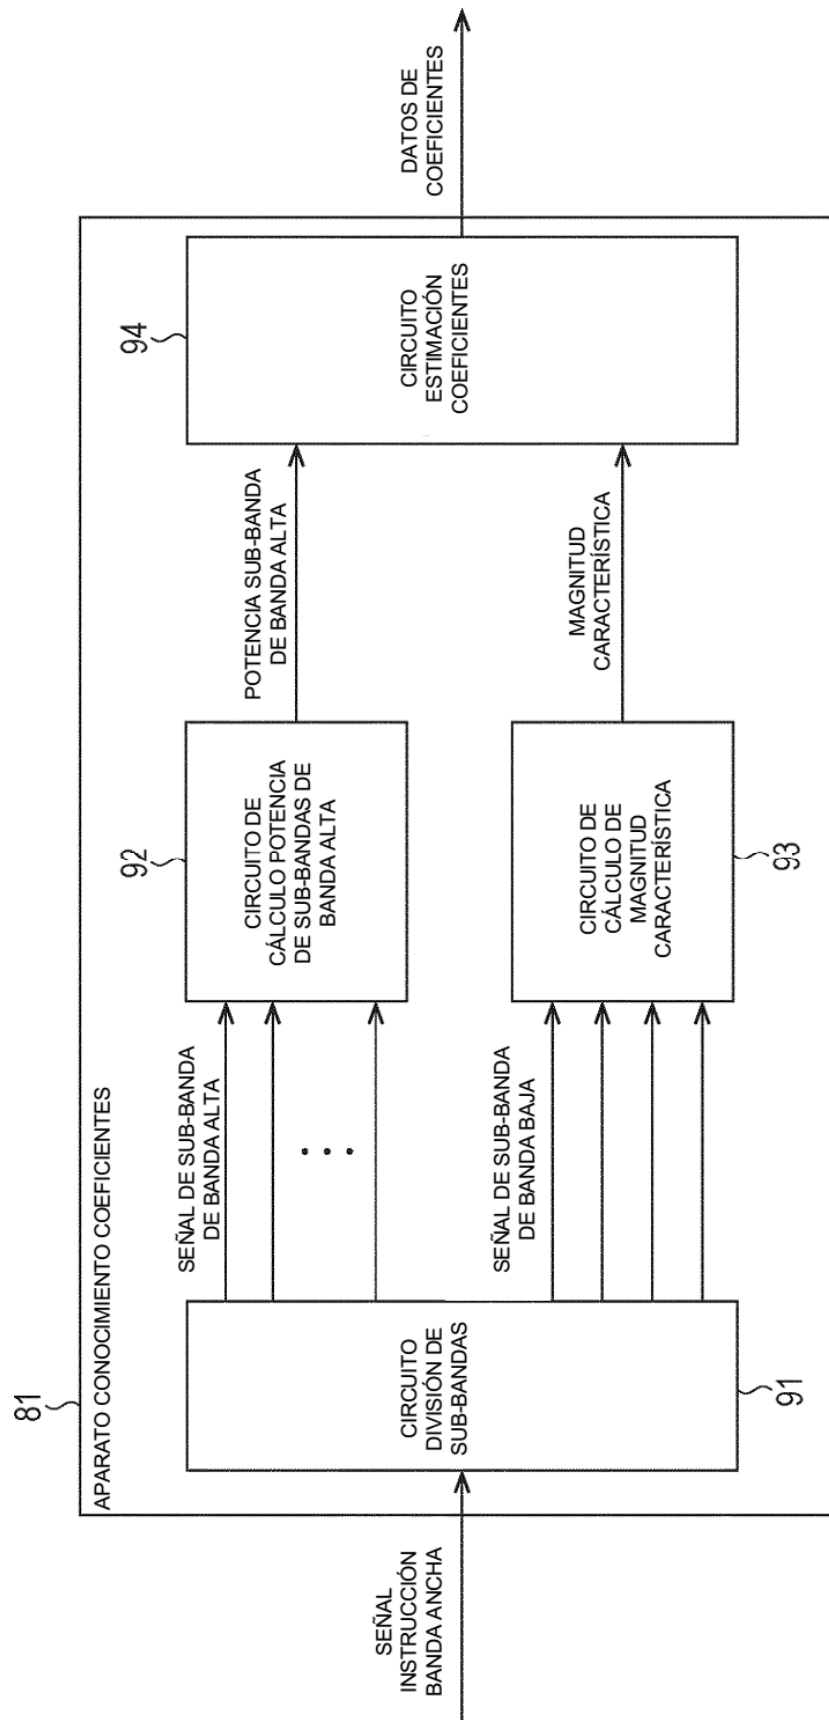 81
APARATO CONOCIMIENTO COEFICIENTES
SEÑAL
INSTRUCCIÓN
BANDA ANCHA
CIRCUITO
DIVISIÓN DE
SUB-BANDAS
91
SEÑAL DE SUB-BANDA
DE BANDA ALTA
SEÑAL DE SUB-BANDA
DE BANDA BAJA
92
CIRCUITO DE
CÁLCULO POTENCIA
DE SUB-BANDAS DE
BANDA ALTA
CIRCUITO DE
CÁLCULO DE
MAGNITUD
CARACTERÍSTICA
93
POTENCIA SUB-BANDA
DE BANDA ALTA
MAGNITUD
CARACTERÍSTICA
94
CIRCUITO
ESTIMACIÓN
COEFICIENTES
DATOS DE
COEFICIENTES